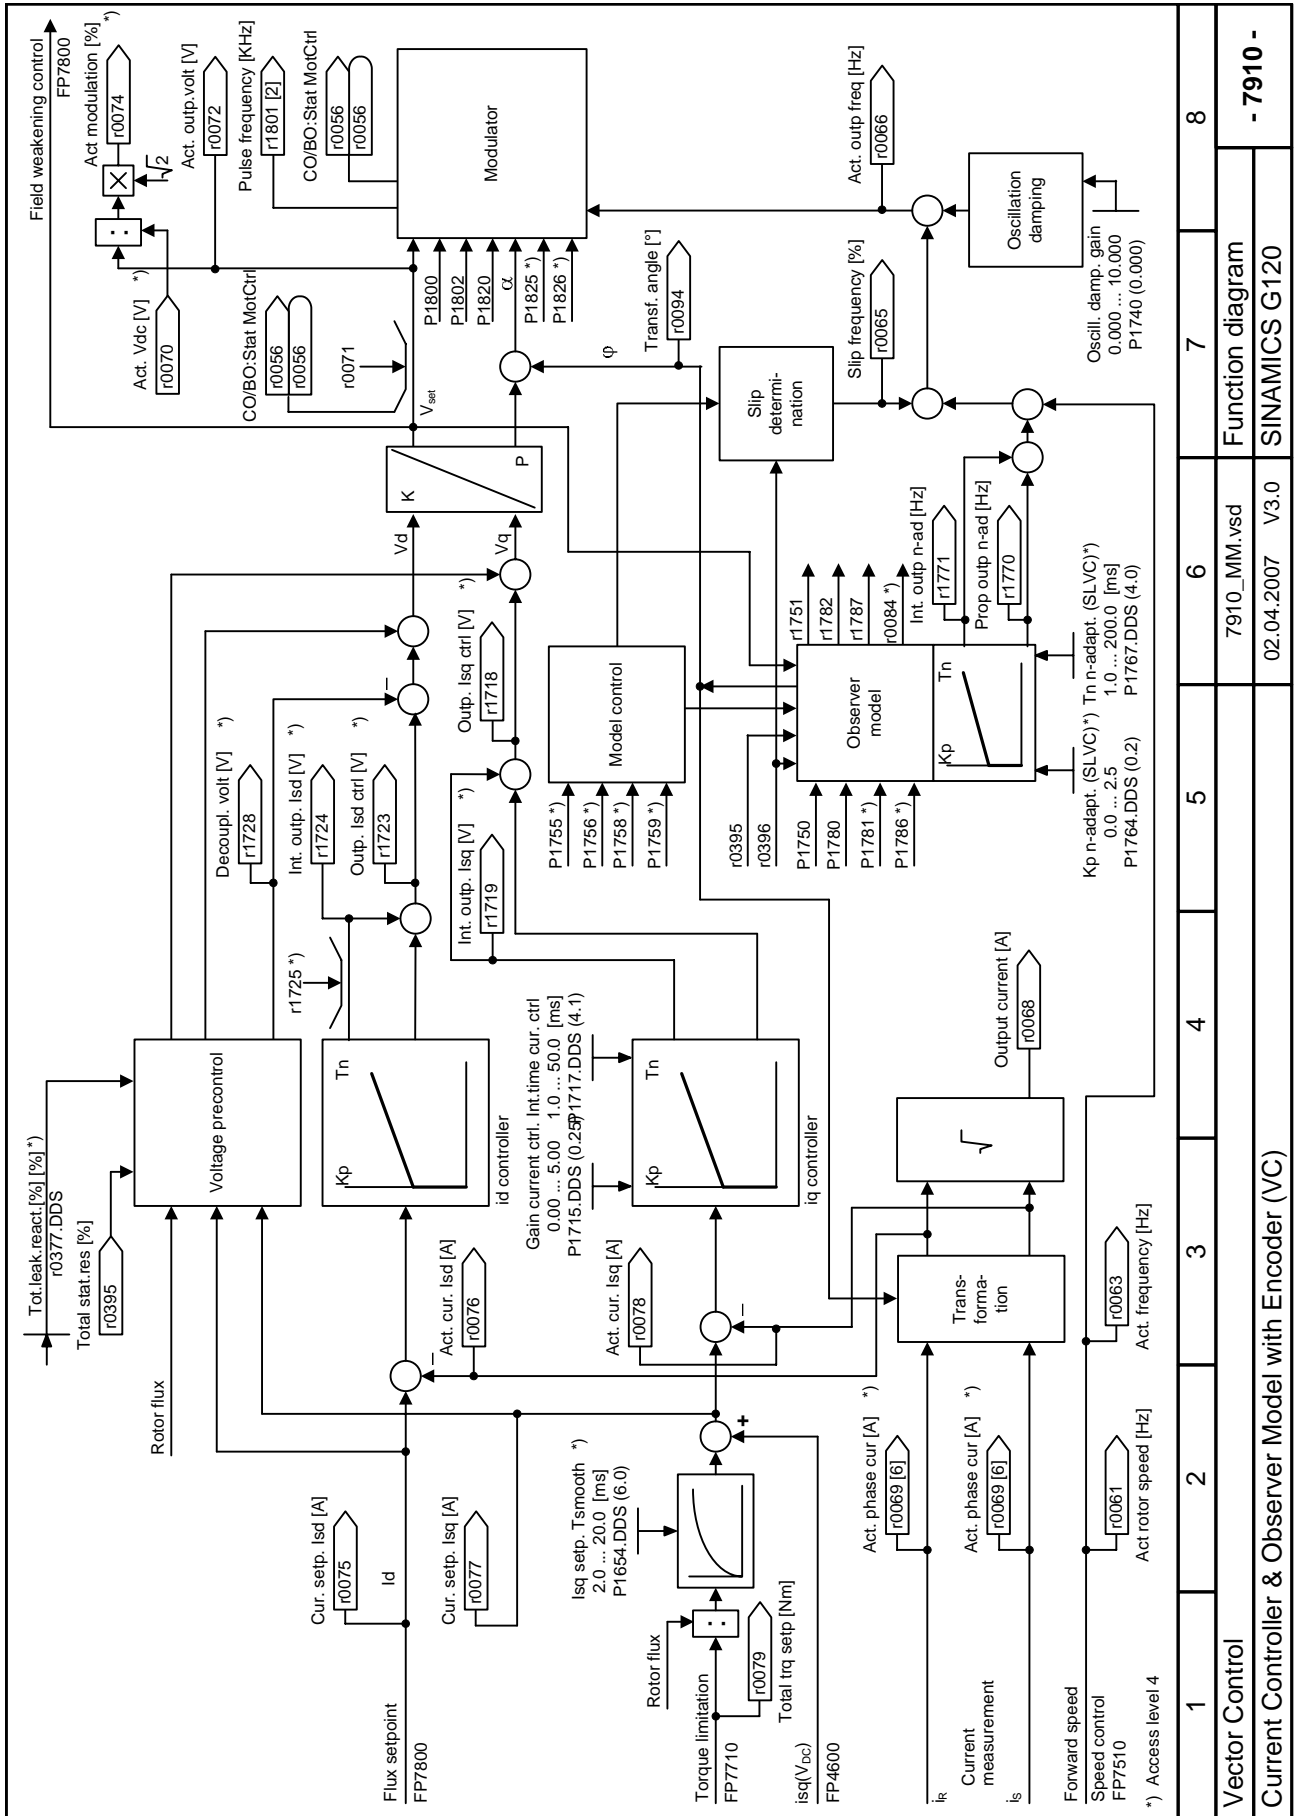 Field weakening control
FP7800
Act modulation [%] *)
r0074
√2
Act. outp.volt [V]
r0072
Pulse frequency [KHz]
r1801 [2]
CO/BO:Stat MotCtrl
r0056
r0056
Modulator
Act. outp freq [Hz]
r0066
Oscillation
damping
Oscill. damp. gain
0.000 ... 10.000
P1740 (0.000)
:
×
Act. Vdc [V] *)
r0070
CO/BO:Stat MotCtrl
r0056
r0056
r0071
Vset
P1800
P1802
P1820
α
P1825 *)
P1826 *)
φ
Transf. angle [°]
r0094
Slip
determi-
nation
Slip frequency [%]
r0065
K
P
Vd
Vq
Int. outp n-ad [Hz]
r1771
Prop outp n-ad [Hz]
r1770
r1751
r1782
r1787
r0084 *)
Tn n-adapt. (SLVC)*)
1.0 ... 200.0 [ms]
P1767.DDS (4.0)
Kp n-adapt. (SLVC)*)
0.0 ... 2.5
P1764.DDS (0.2)
Decoupl. volt [V] *)
r1728
Int. outp. Isd [V] *)
r1724
Outp. Isd ctrl [V] *)
r1723
–
*)
Outp. Isq ctrl [V]
r1718
Int. outp. Isq [V] *)
r1719
Model control
P1755 *)
P1756 *)
P1758 *)
P1759 *)
r0395
r0396
Observer
model
Kp
Tn
P1750
P1780
P1781 *)
P1786 *)
r1725 *)
Tot.leak.react.[%] [%] *)
r0377.DDS
Total stat.res [%]
r0395
Voltage precontrol
Kp
Tn
id controller
Gain current ctrl.
0.00 ... 5.00
P1715.DDS (0.25)
Int.time cur. ctrl
1.0 ... 50.0 [ms]
P1717.DDS (4.1)
Kp
Tn
iq controller
Output current [A]
r0068
√
Trans-
forma-
tion
Rotor flux
–
Act. cur. Isd [A]
r0076
Act. cur. Isq [A]
r0078
–
Act. frequency [Hz]
r0063
Cur. setp. Isd [A]
r0075
Id
Cur. setp. Isq [A]
r0077
Isq setp. Tsmooth *)
2.0 ... 20.0 [ms]
P1654.DDS (6.0)
+
Rotor flux
:
r0079
Total trq setp [Nm]
Act. phase cur [A] *)
r0069 [6]
Act. phase cur [A] *)
r0069 [6]
r0061
Act rotor speed [Hz]
Flux setpoint
FP7800
Torque limitation
FP7710
isq(VDC)
FP4600
iR
Current
measurement
iS
Forward speed
Speed control
FP7510
*) Access level 4
1
2
3
4
5
6
7
8
Vector Control
7910_MM.vsd
Function diagram
- 7910 -
Current Controller & Observer Model with Encoder (VC)
02.04.2007 V3.0
SINAMICS G120